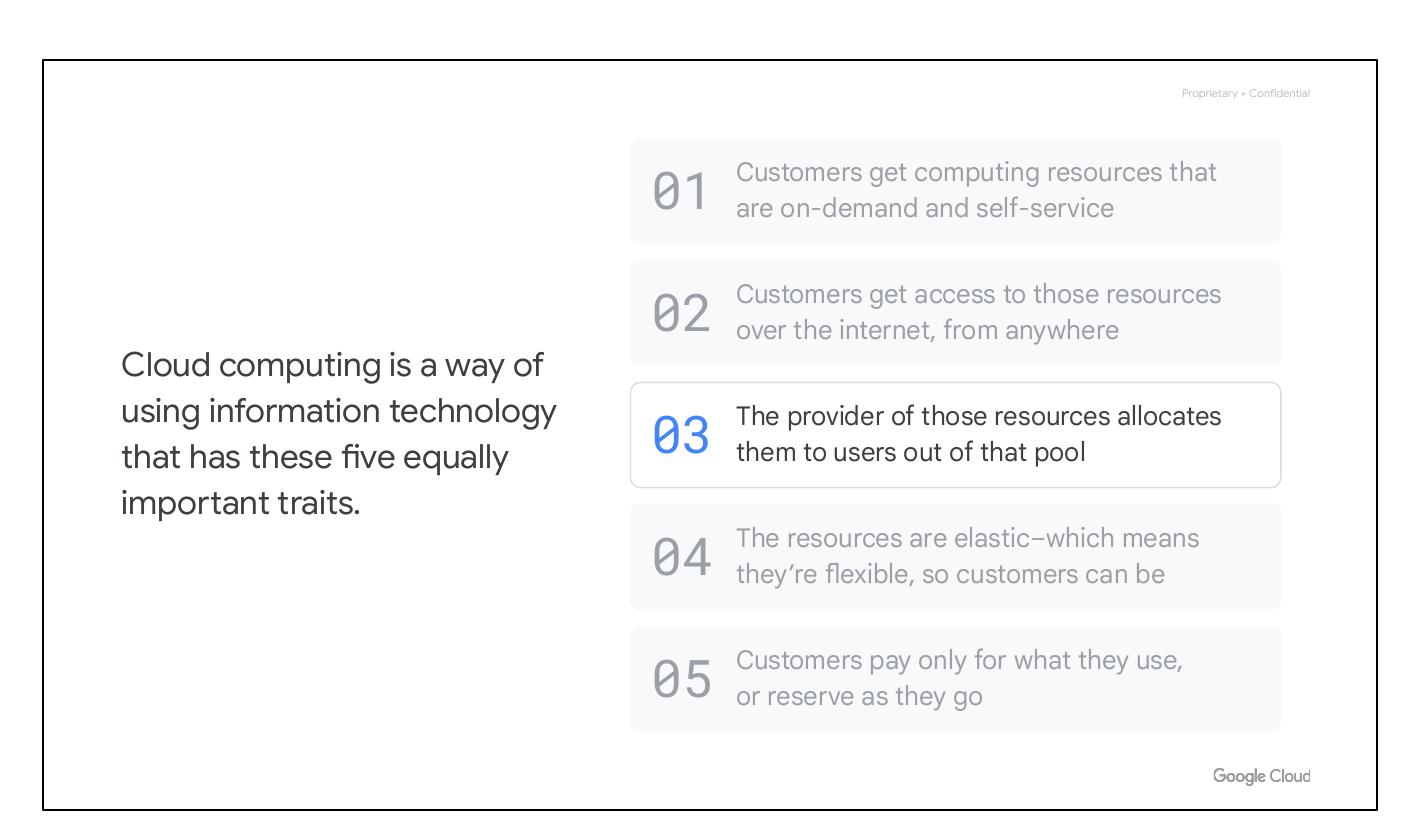 Proprietary + Confidential
Cloud computing is a way of
using information technology
that has these five equally
important traits.
01
Customers get computing resources that
are on-demand and self-service
02
Customers get access to those resources
over the internet, from anywhere
03
The provider of those resources allocates
them to users out of that pool
04
The resources are elastic–which means
they’re flexible, so customers can be
05
Customers pay only for what they use,
or reserve as they go
Google Cloud